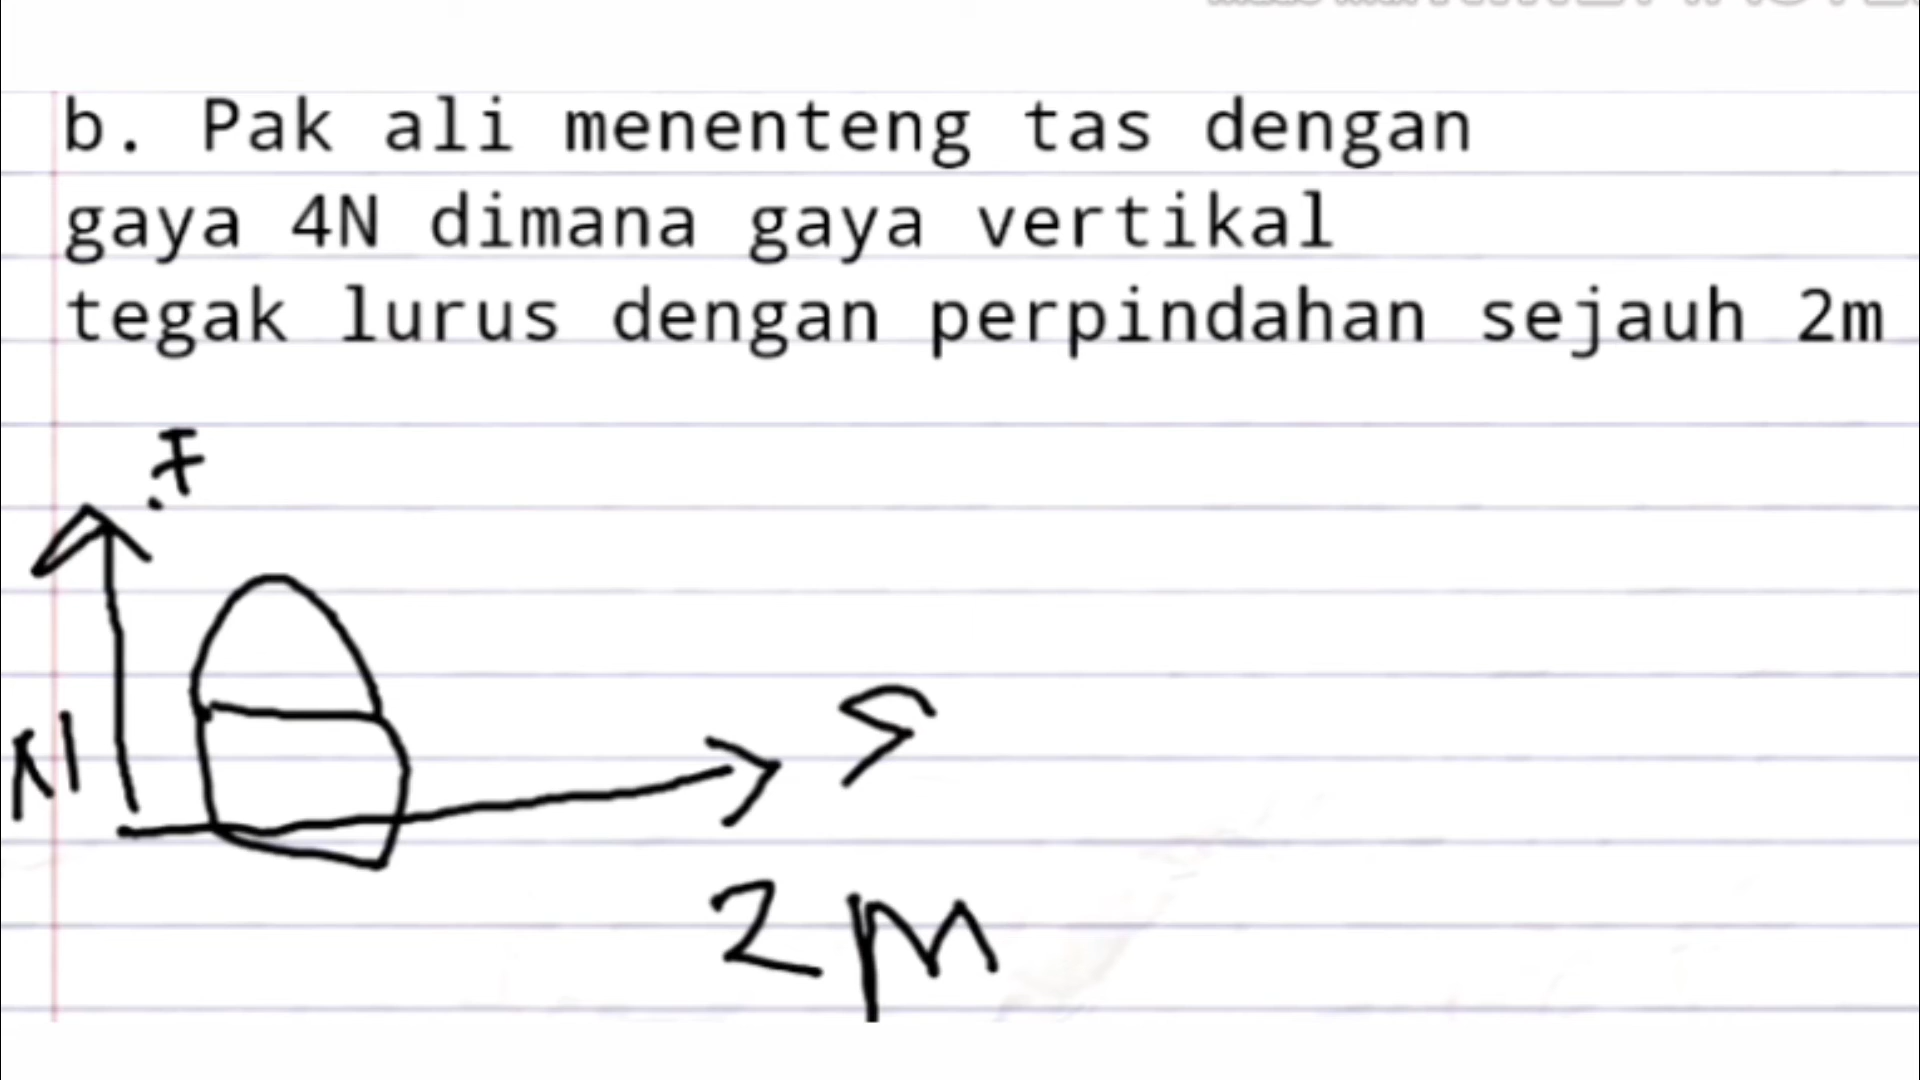 b. Pak ali menenteng tas dengan
gaya 4N dimana gaya vertikal
tegak lurus dengan perpindahan sejauh 2m
F
N
S
2m